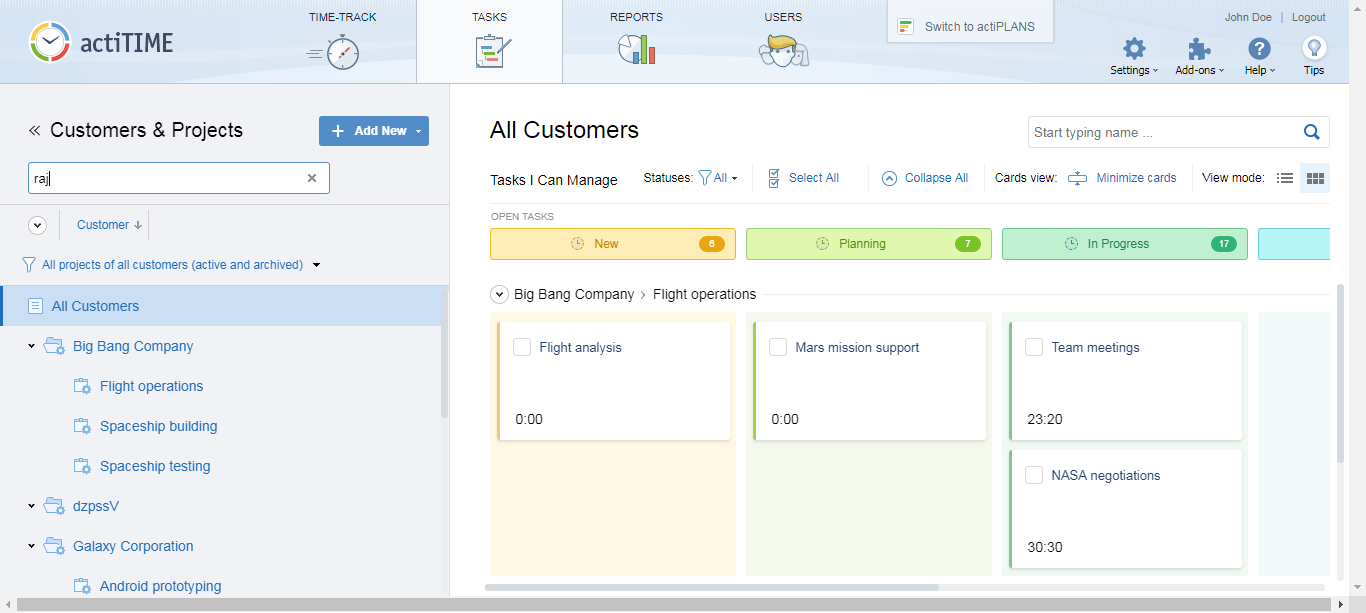 actiTIME
TIME-TRACK
TASKS
REPORTS
USERS
Switch to actiPLANS
John Doe | Logout
Settings
Add-ons
Help
Tips
Customers & Projects
Add New
raj
Customer
All projects of all customers (active and archived)
All Customers
Big Bang Company
Flight operations
Spaceship building
Spaceship testing
dzpssV
Galaxy Corporation
Android prototyping
All Customers
Start typing name ...
Tasks I Can Manage
Statuses: All
Select All
Collapse All
Cards view: Minimize cards
View mode:
OPEN TASKS
New 6
Planning 7
In Progress 17
Big Bang Company > Flight operations
Flight analysis
0:00
Mars mission support
0:00
Team meetings
23:20
NASA negotiations
30:30